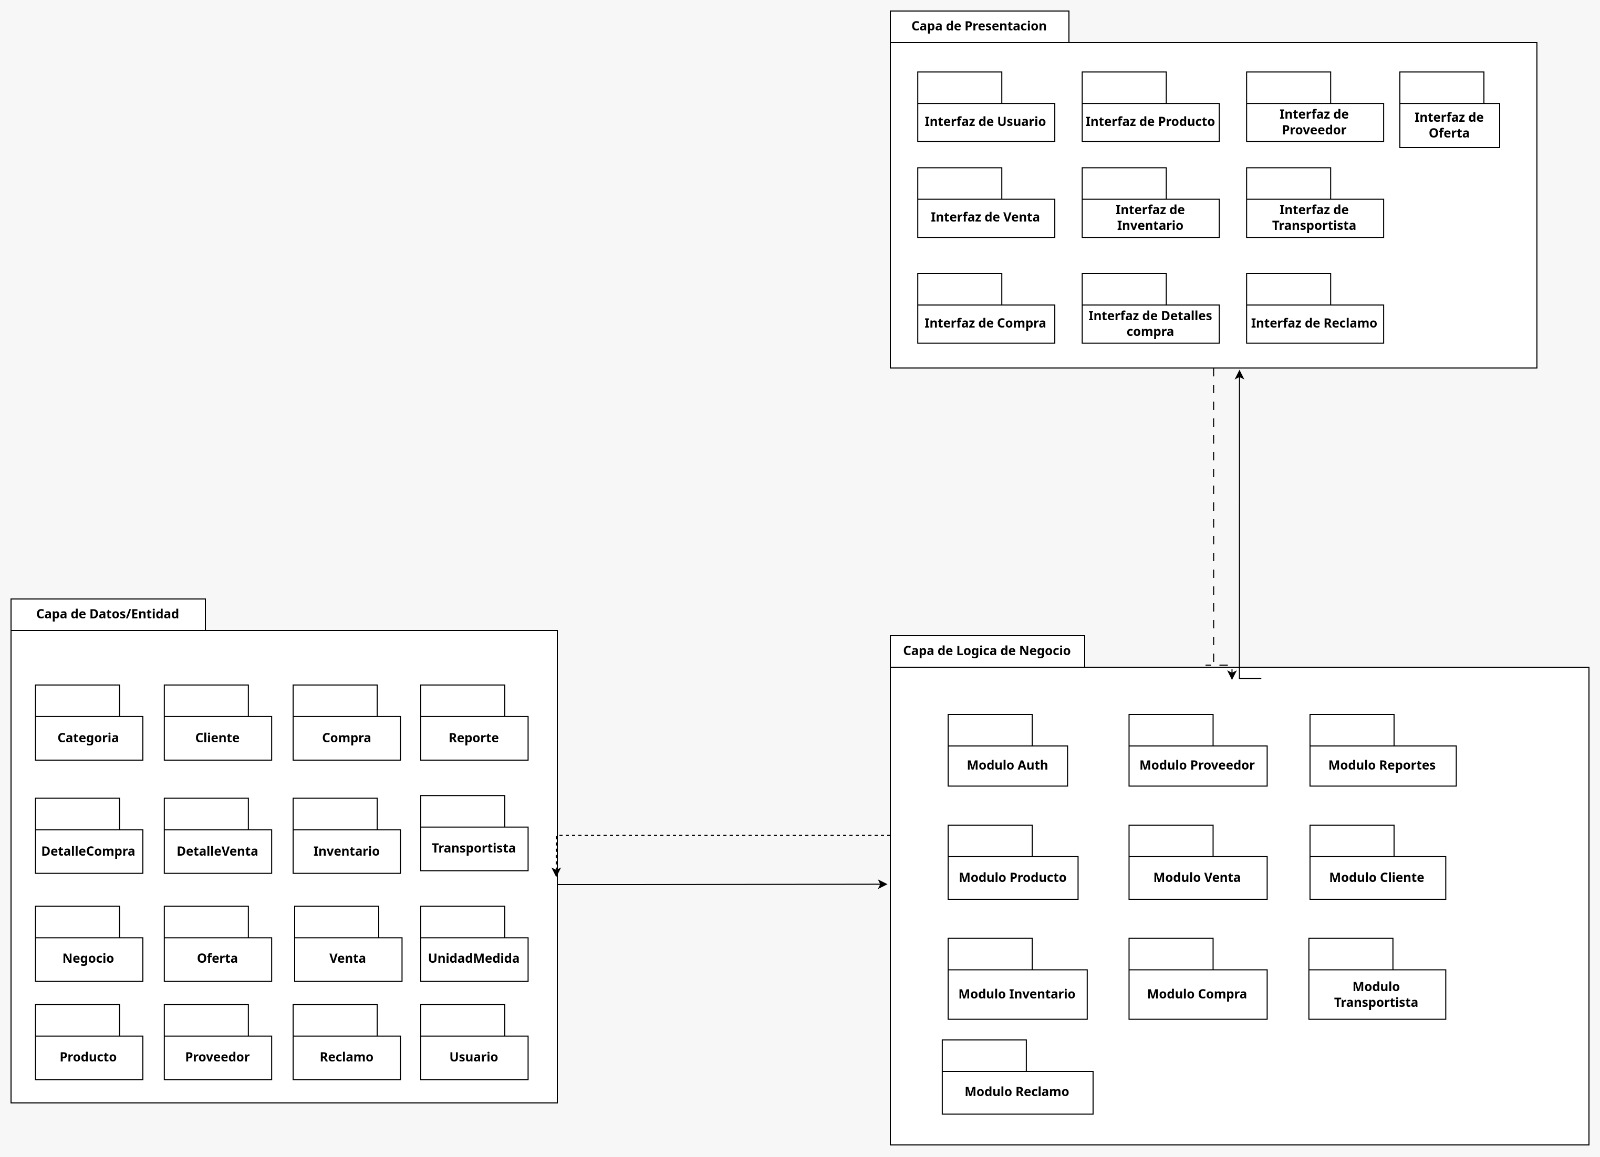 Capa de Presentacion
Interfaz de Usuario
Interfaz de Producto
Interfaz de
Proveedor
Interfaz de
Oferta
Interfaz de Venta
Interfaz de
Inventario
Interfaz de
Transportista
Interfaz de Compra
Interfaz de Detalles
compra
Interfaz de Reclamo
Capa de Datos/Entidad
Categoria
Cliente
Compra
Reporte
DetalleCompra
DetalleVenta
Inventario
Transportista
Negocio
Oferta
Venta
UnidadMedida
Producto
Proveedor
Reclamo
Usuario
Capa de Logica de Negocio
Modulo Auth
Modulo Proveedor
Modulo Reportes
Modulo Producto
Modulo Venta
Modulo Cliente
Modulo Inventario
Modulo Compra
Modulo
Transportista
Modulo Reclamo